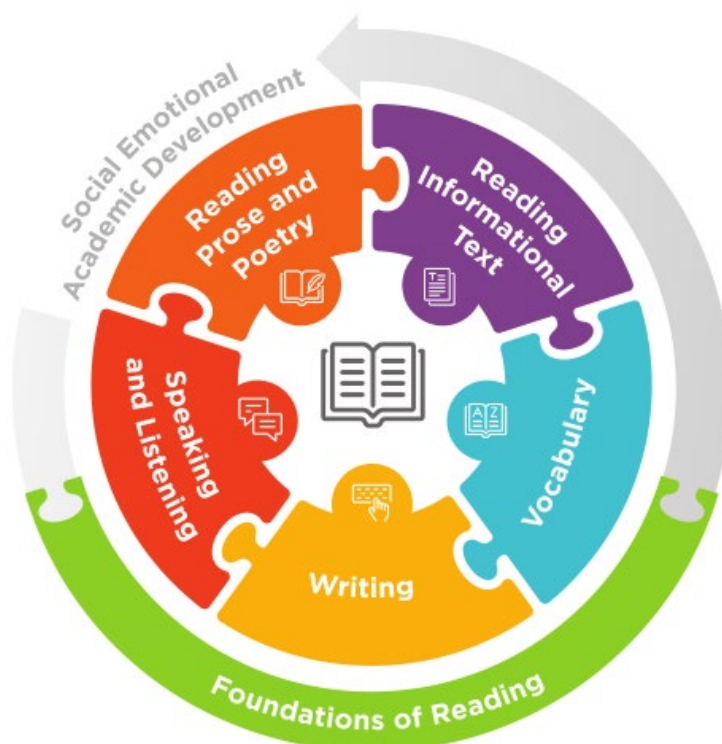 Social Emotional
Academic Development
Reading
Prose and
Poetry
Reading
Informational
Text
Speaking
and Listening
Vocabulary
A Z
T
Writing
Foundations of Reading